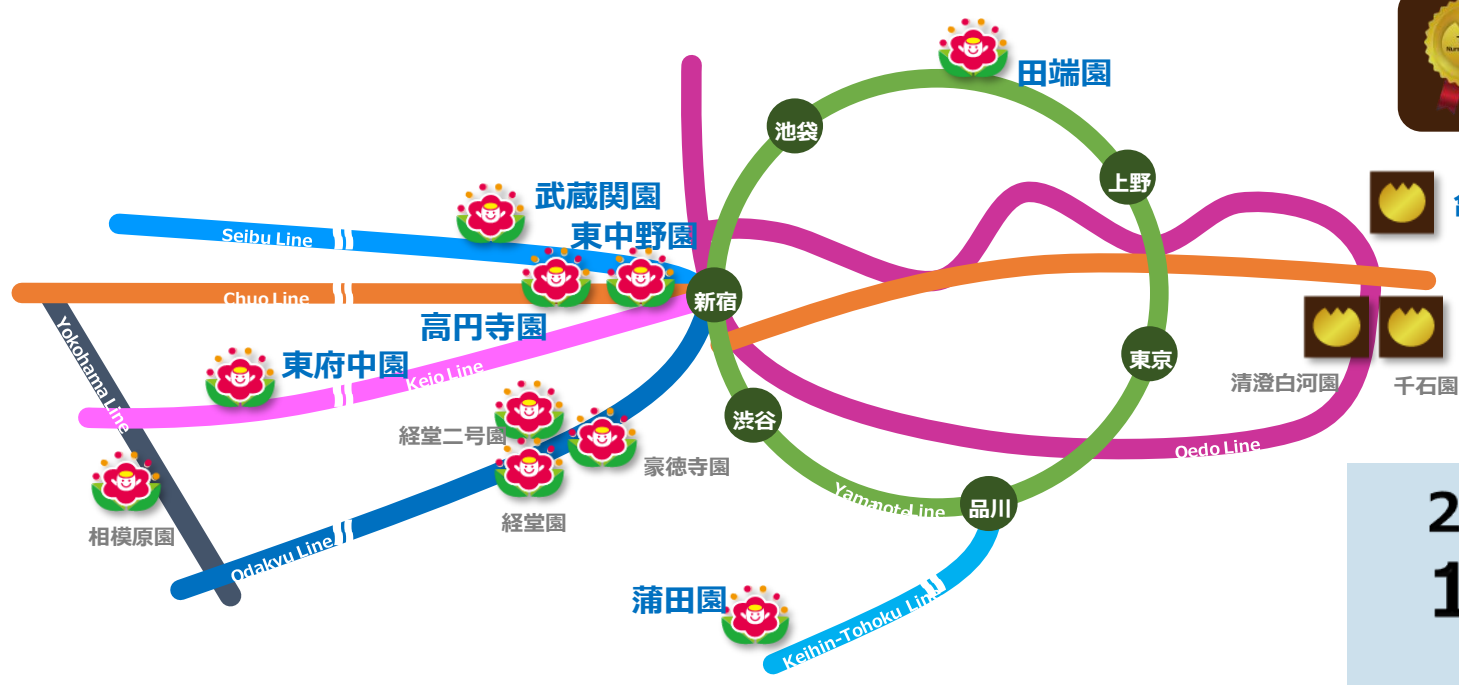 田端園
池袋
上野
武蔵関園
東中野園
Seibu Line
新宿
Chuo Line
高円寺園
Yokohama Line
東府中園
Keio Line
東京
清澄白河園
千石園
渋谷
経堂二号園
豪徳寺園
Oedo Line
Yamanote Line
品川
経堂園
相模原園
Odakyu Line
2
1
蒲田園
Keihin-Tohoku Line